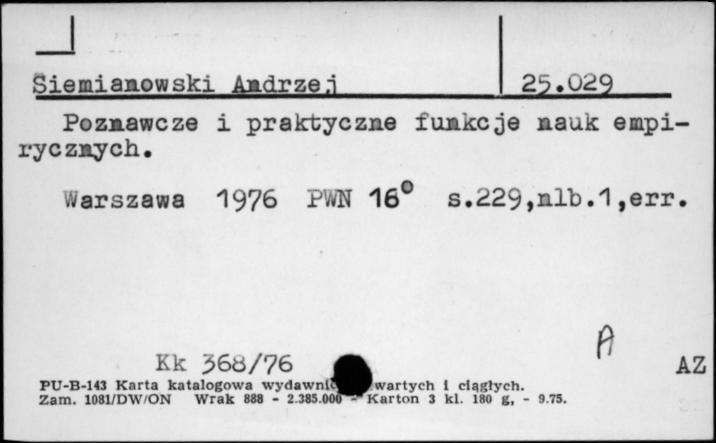 Siemianowski Andrzej 25.029
Poznawcze i praktyczne funkcje nauk empi-
rycznych.
Warszawa 1976 PWN 16° s.229,nlb.1,err.
A
Kk 368/76 AZ
PU-B-143 Karta katalogowa wydawnic wartych i ciągłych.
Zam. 1081/DW/ON Wrak 888 - 2.385.000 - Karton 3 kl. 180 g, - 9.75.